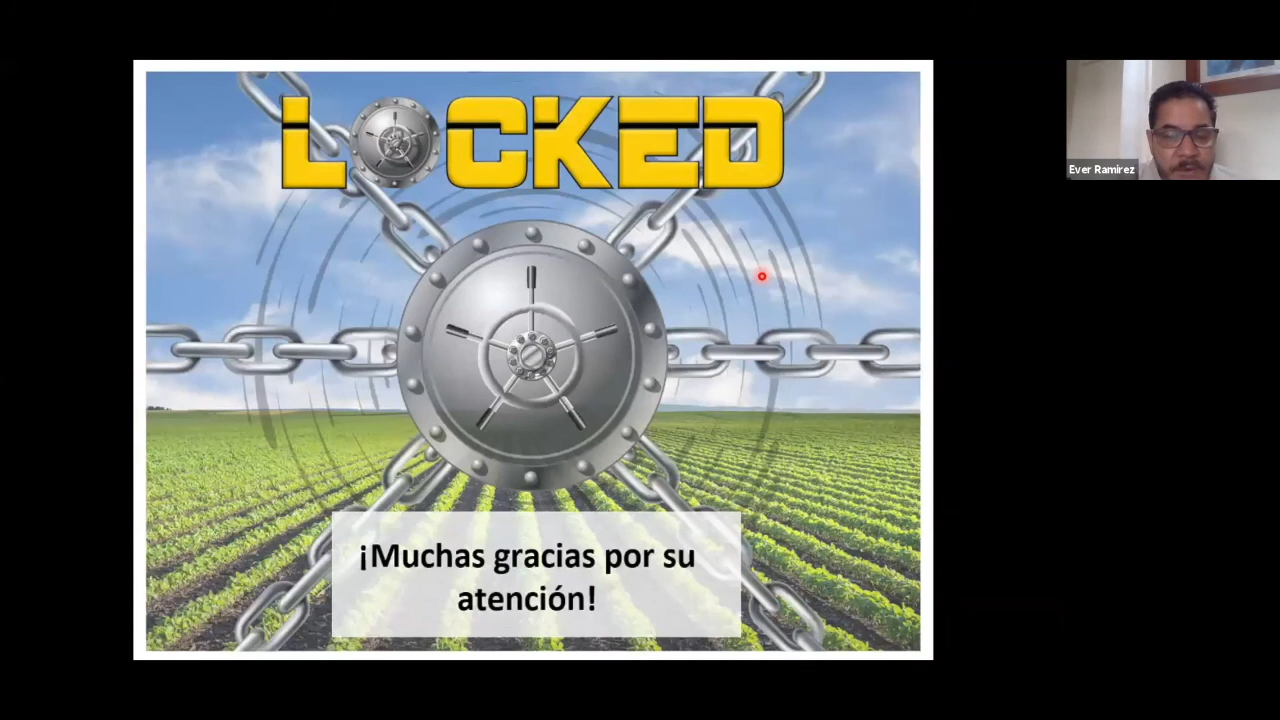 LOCKED
Ever Ramirez
¡Muchas gracias por su
atención!